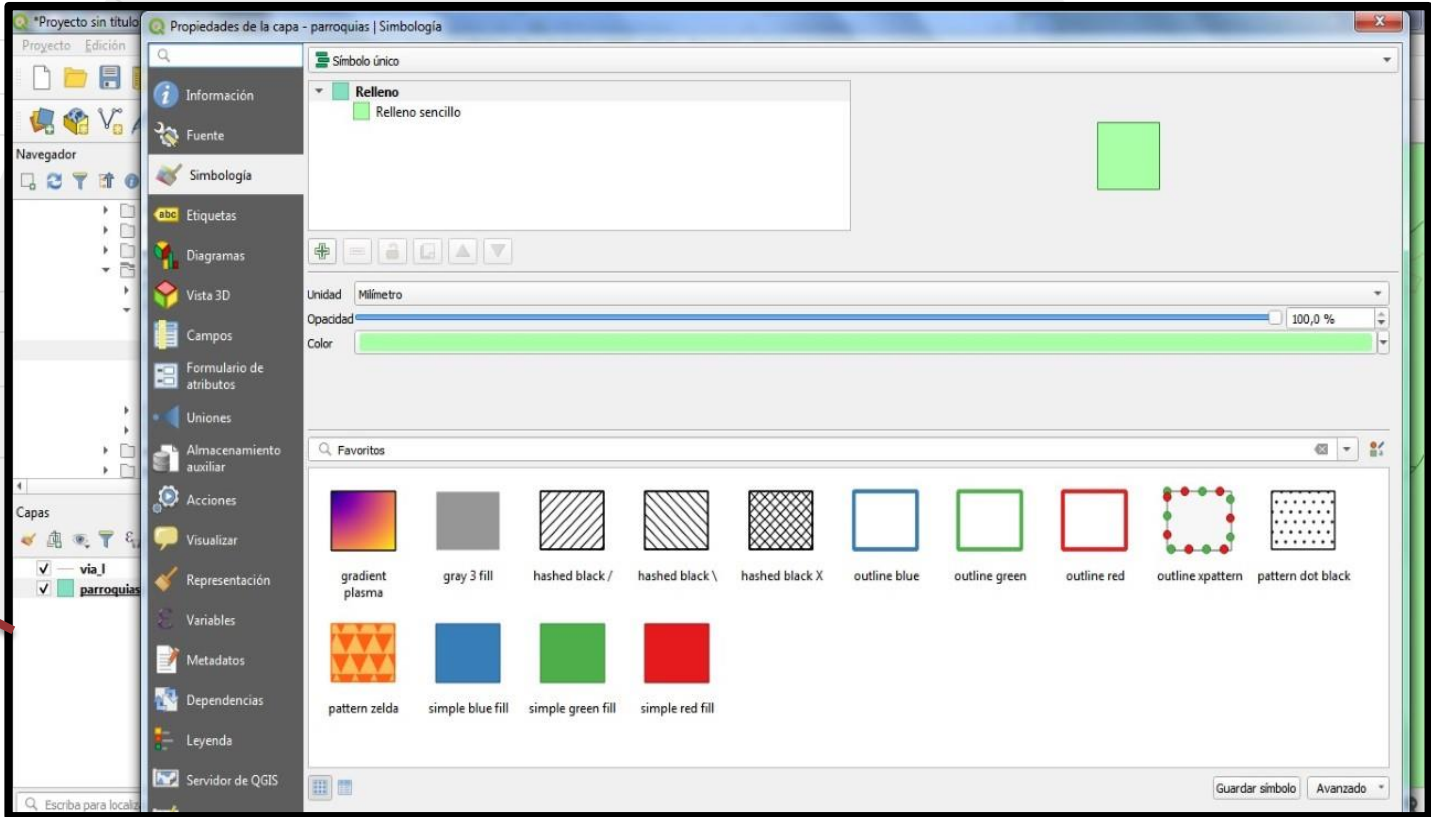 *Proyecto sin título
Propiedades de la capa - parroquias | Simbología
Proyecto Edición
Navegador
Capas
via_l
parroquias
Escriba para localiz
Información
Fuente
Simbología
abc Etiquetas
Diagramas
Vista 3D
Campos
Formulario de
atributos
Uniones
Almacenamiento
auxiliar
Acciones
Visualizar
Representación
Variables
Metadatos
Dependencias
Leyenda
Servidor de QGIS
Símbolo único
Relleno
Relleno sencillo
Unidad Milímetro
Opacidad 100,0 %
Color
Favoritos
gradient
plasma
gray 3 fill
hashed black /
hashed black \
hashed black X
outline blue
outline green
outline red
outline xpattern
pattern dot black
pattern zelda
simple blue fill
simple green fill
simple red fill
Guardar símbolo
Avanzado